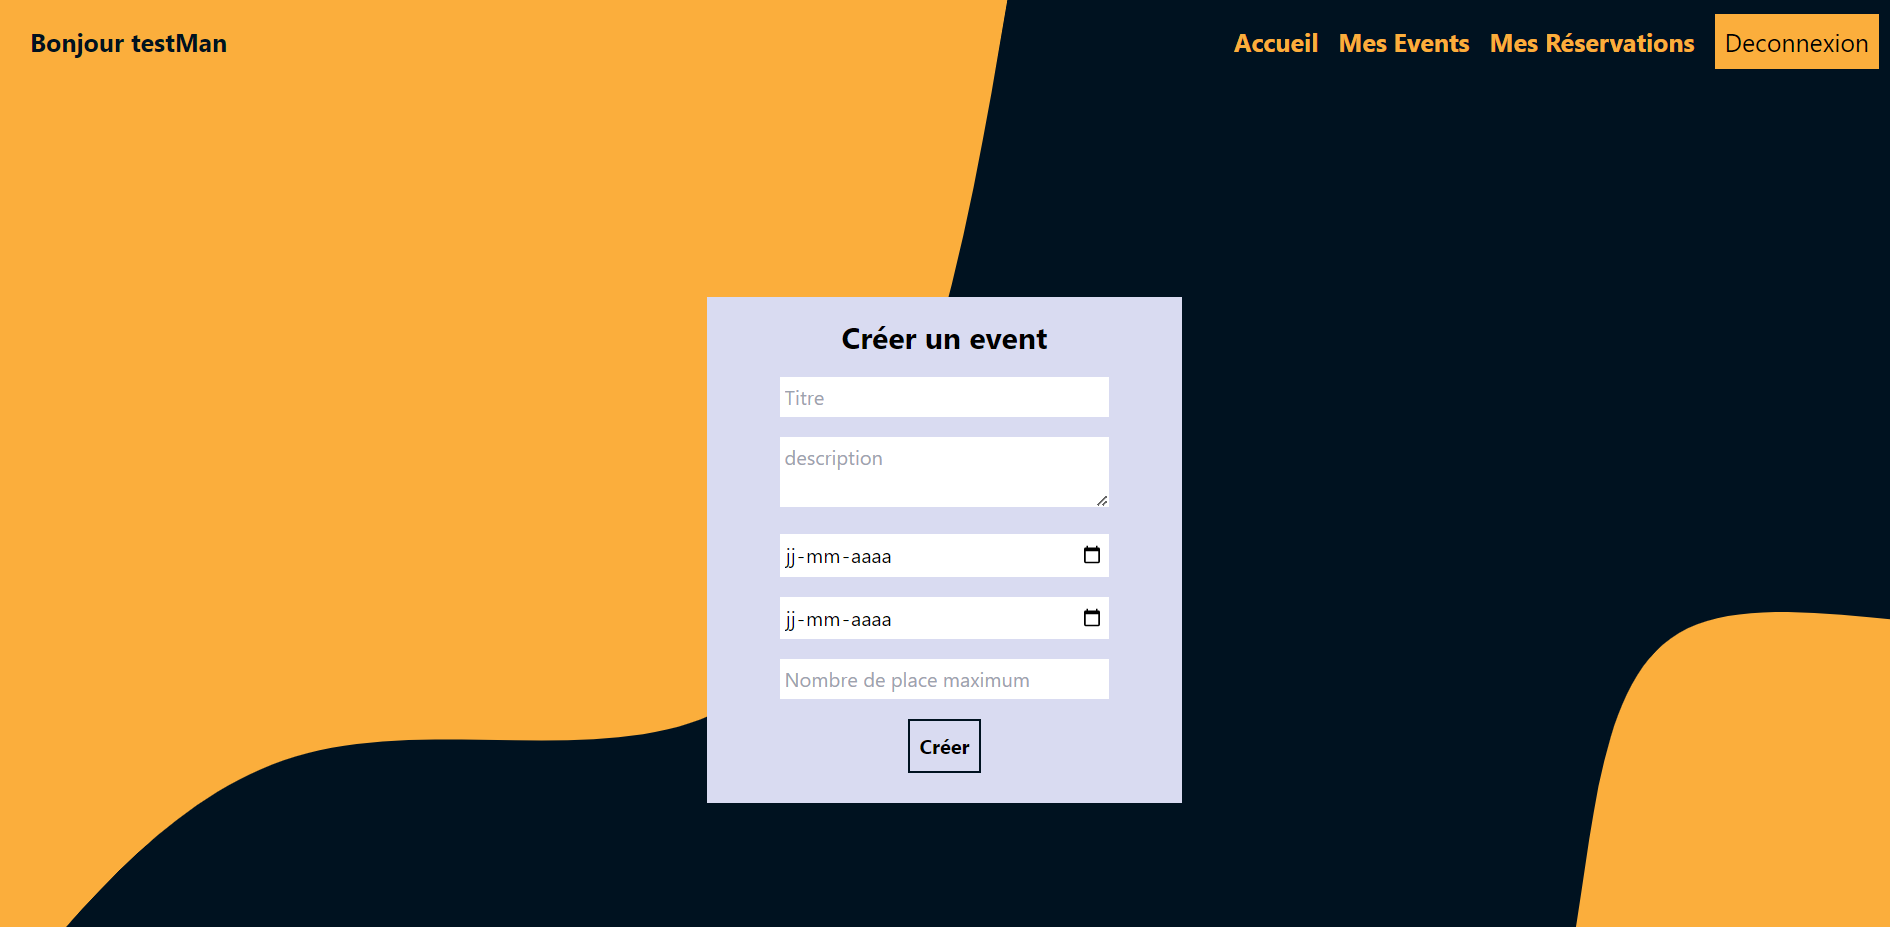 Bonjour testMan
Accueil Mes Events Mes Réservations Deconnexion
Créer un event
Titre
description
jj-mm-aaaa
jj-mm-aaaa
Nombre de place maximum
Créer